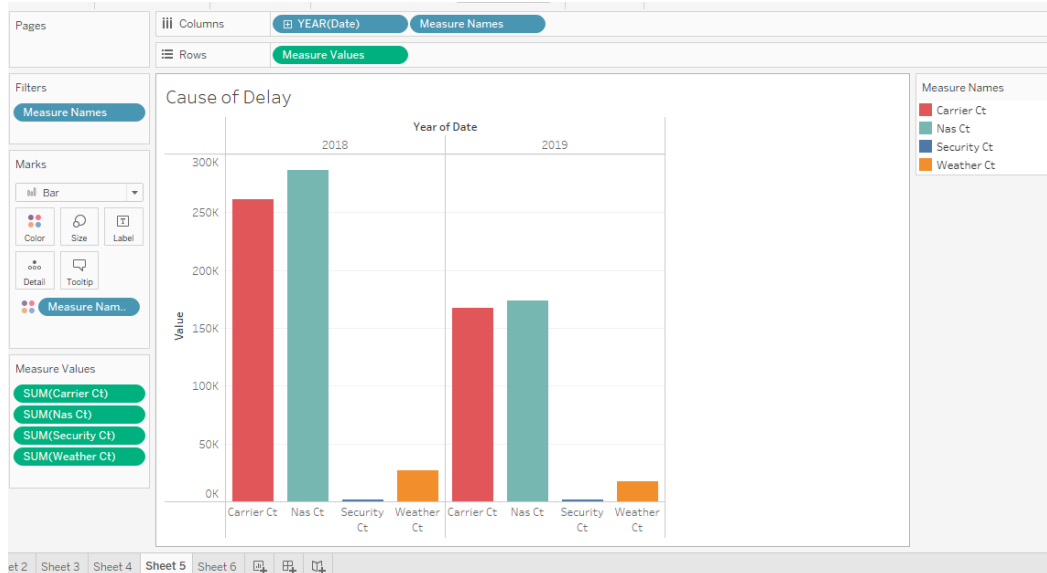 Pages
Columns
YEAR(Date)
Measure Names
Rows
Measure Values
Filters
Measure Names
Marks
Bar
Color
Size
Label
Detail
Tooltip
Measure Nam..
Measure Values
SUM(Carrier Ct)
SUM(Nas Ct)
SUM(Security Ct)
SUM(Weather Ct)
Cause of Delay
Year of Date
2018
2019
Value
300K
250K
200K
150K
100K
50K
0K
Carrier Ct
Nas Ct
Security
Ct
Weather
Ct
Carrier Ct
Nas Ct
Security
Ct
Weather
Ct
Measure Names
Carrier Ct
Nas Ct
Security Ct
Weather Ct
et 2
Sheet 3
Sheet 4
Sheet 5
Sheet 6